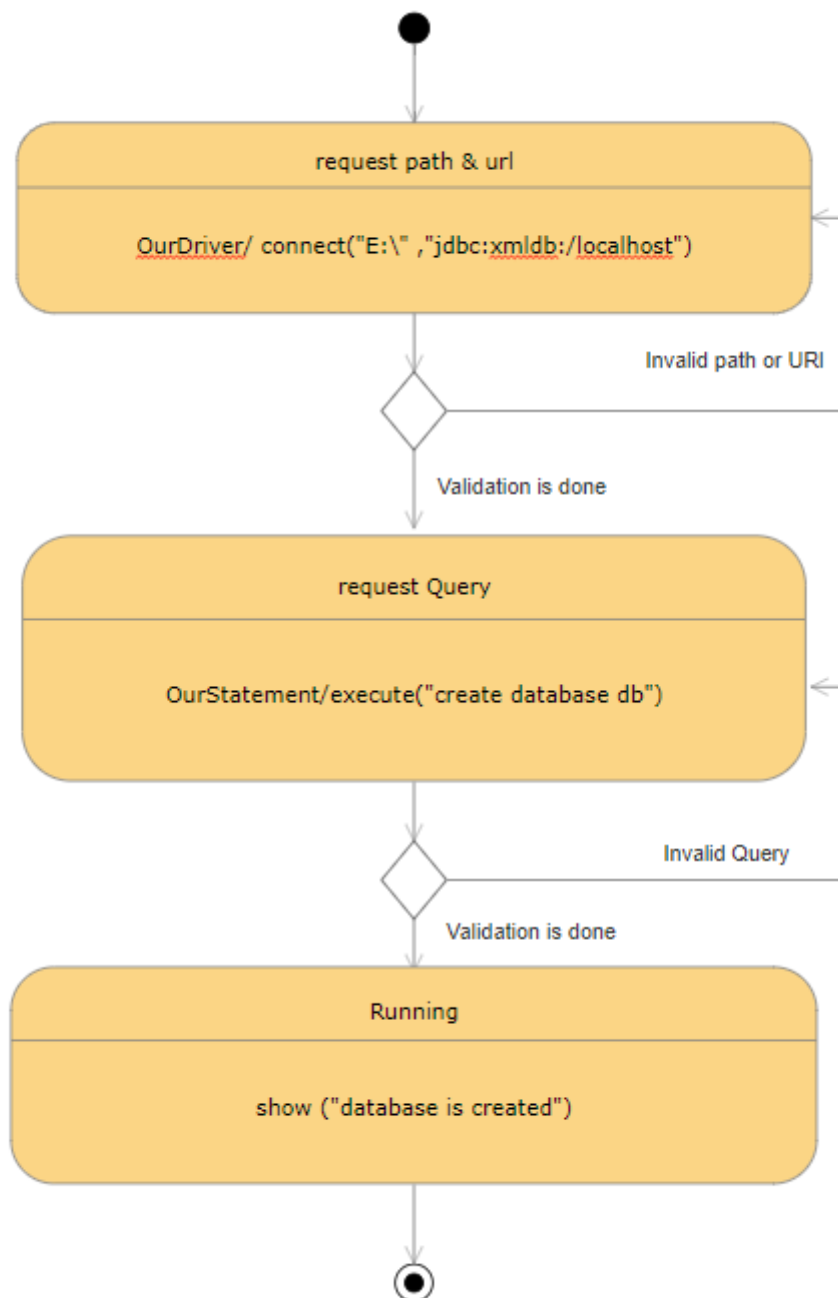 request path & url
OurDriver/ connect("E:\" ,"jdbc:xmldb:/localhost")
Invalid path or URI
Validation is done
request Query
OurStatement/execute("create database db")
Invalid Query
Validation is done
Running
show ("database is created")